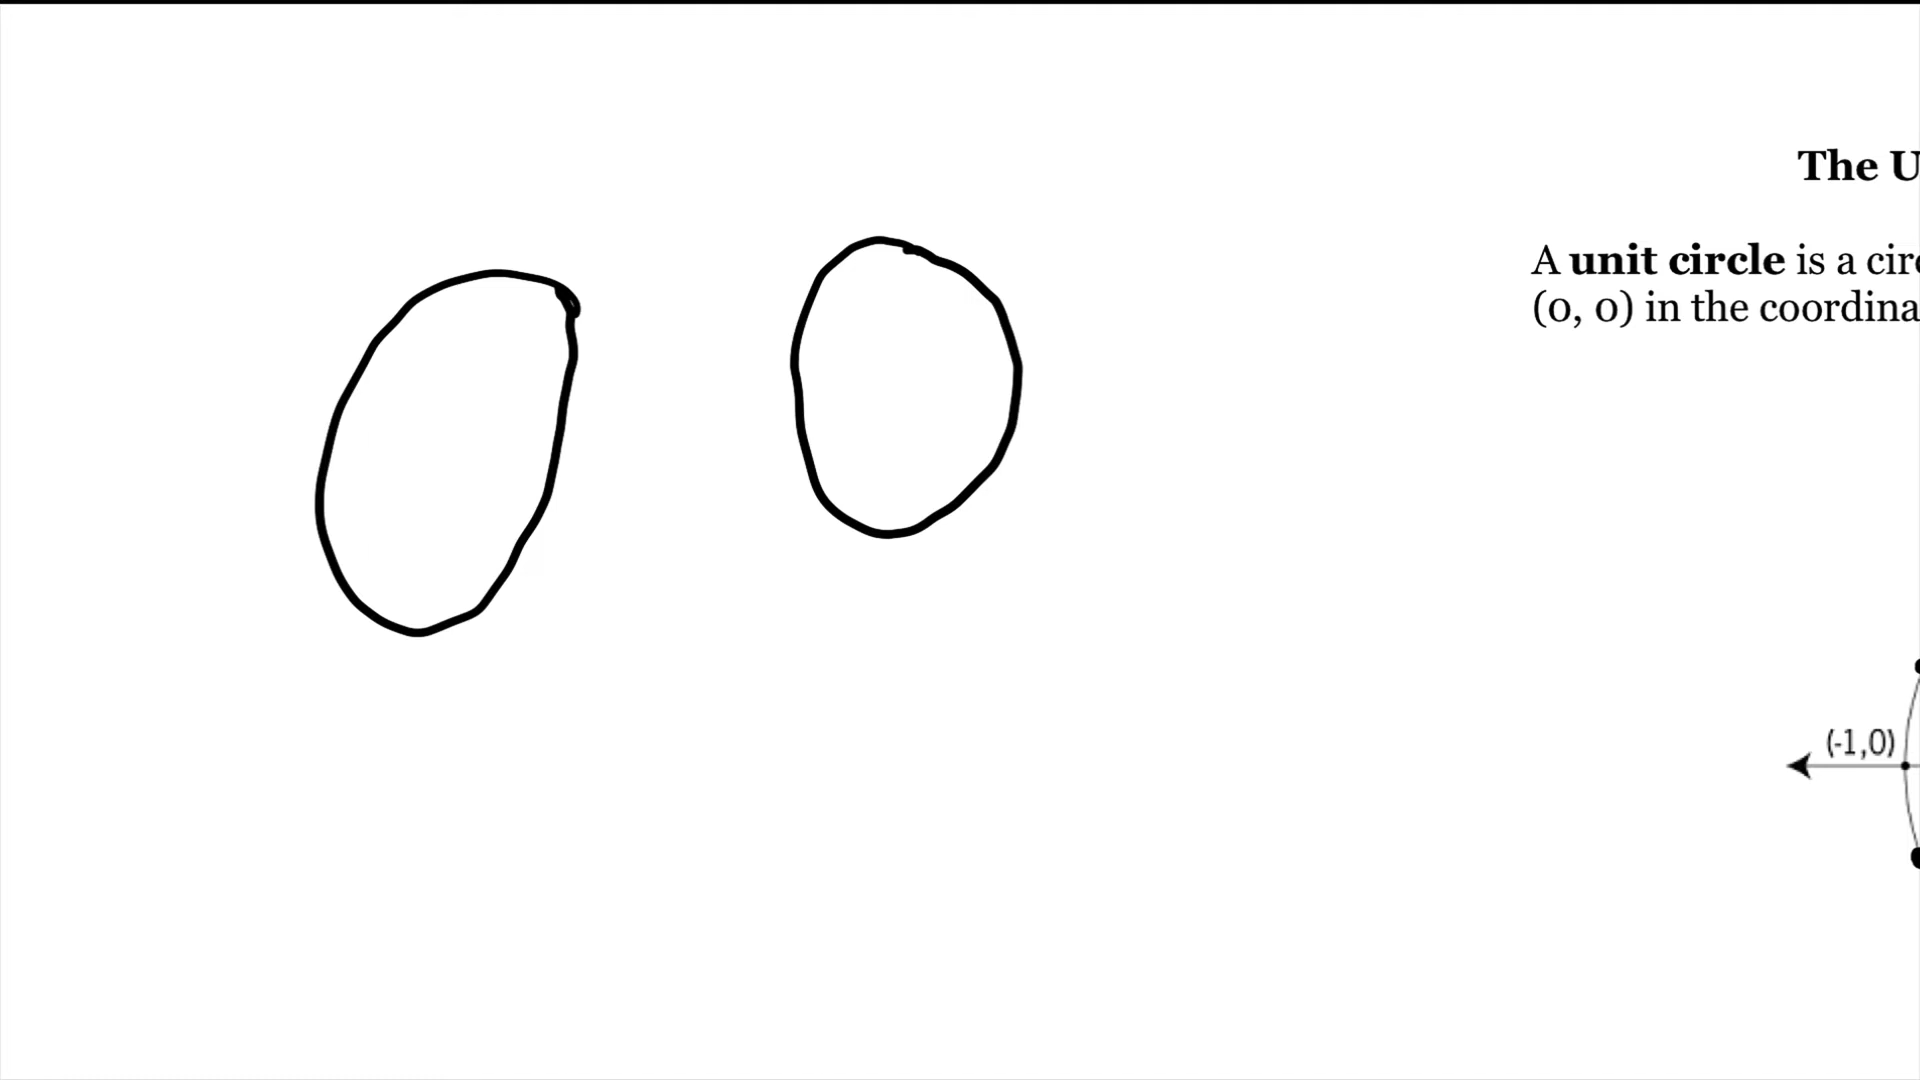 The U
A unit circle is a circ
(0, 0) in the coordina
(-1,0)